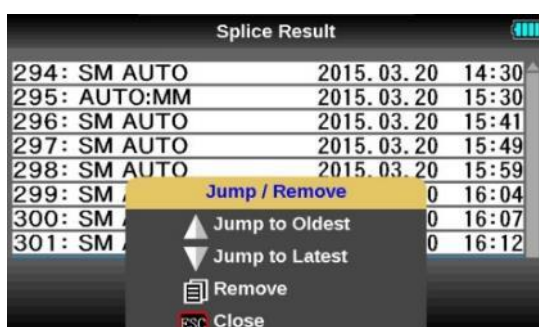 Splice Result
294: SM AUTO 2015.03.20 14:30
295: AUTO:MM 2015.03.20 15:30
296: SM AUTO 2015.03.20 15:41
297: SM AUTO 2015.03.20 15:49
298: SM AUTO 2015.03.20 15:59
299: SM 0 16:04
300: SM 0 16:07
301: SM 0 16:12
Jump / Remove
Jump to Oldest
Jump to Latest
Remove
ESC Close